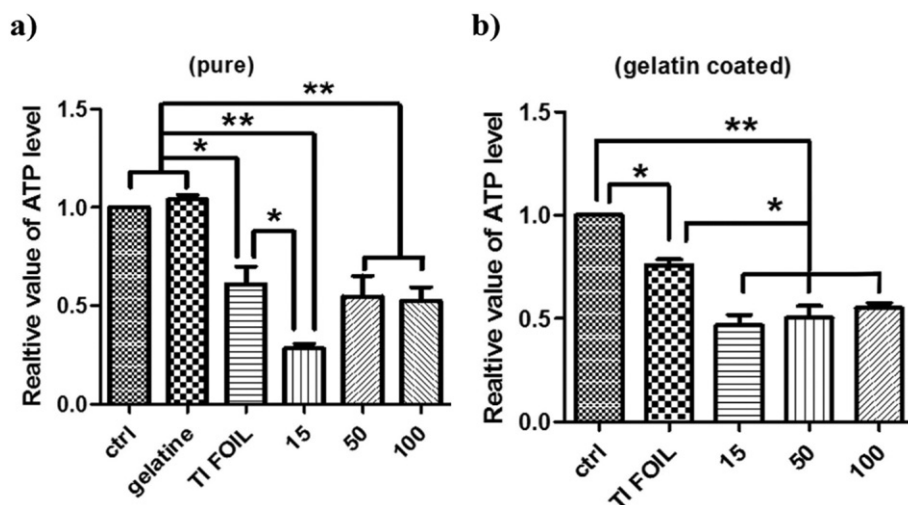 a)
(pure)
Realtive value of ATP level
1.5
1.0
0.5
0.0
**
**
*
*
ctrl
gelatine
TI FOIL
15
50
100
b)
(gelatin coated)
Realtive value of ATP level
1.5
1.0
0.5
0.0
**
*
*
ctrl
TI FOIL
15
50
100